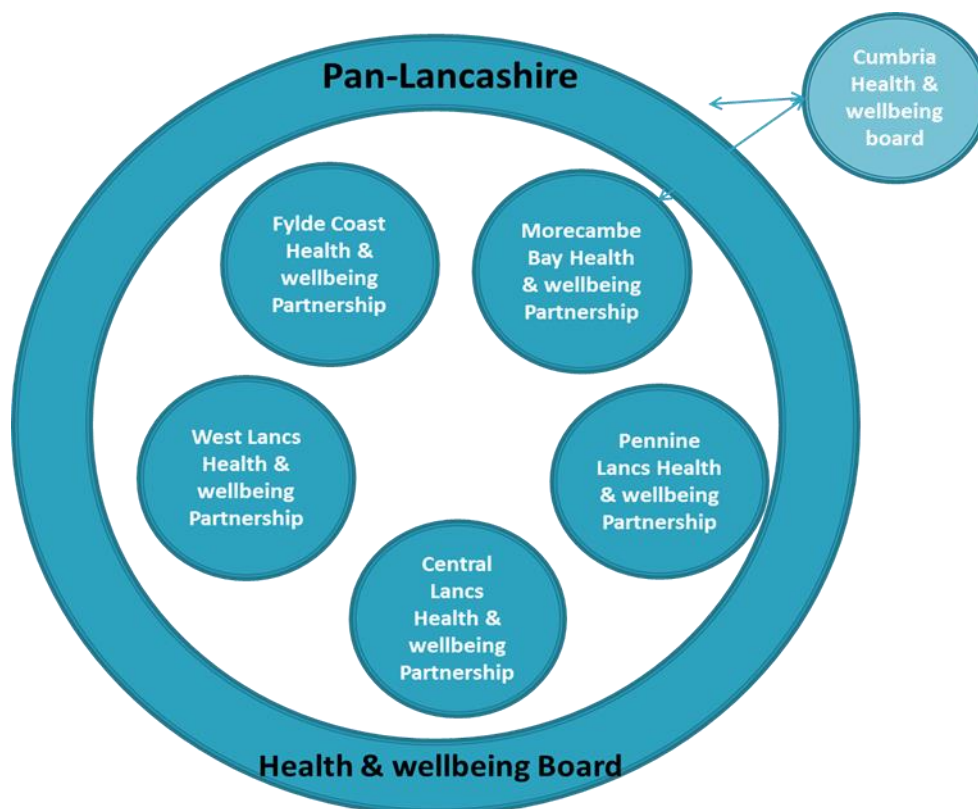 Pan-Lancashire
Cumbria
Health &
wellbeing
board
Fylde Coast
Health &
wellbeing
Partnership
Morecambe
Bay Health
& wellbeing
Partnership
West Lancs
Health &
wellbeing
Partnership
Pennine
Lancs Health
& wellbeing
Partnership
Central
Lancs
Health &
wellbeing
Partnership
Health & wellbeing Board